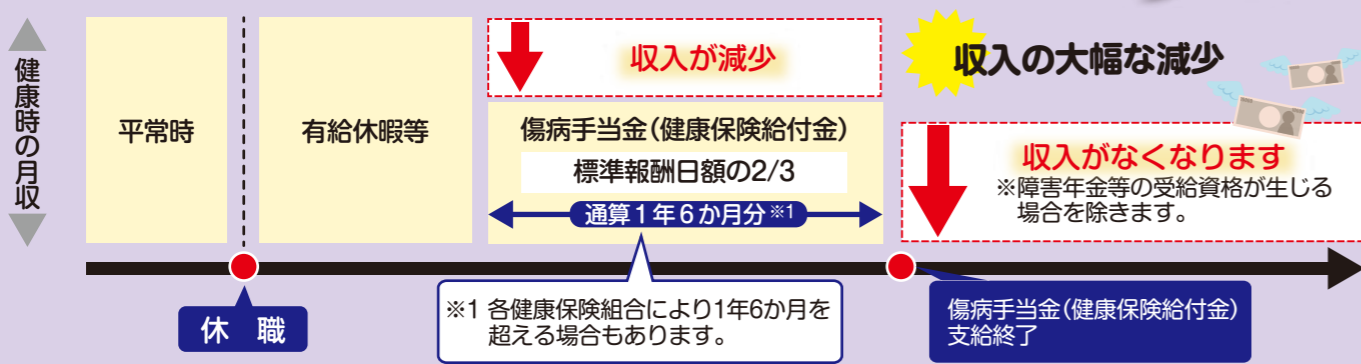 健康時の月収
平常時
有給休暇等
収入が減少
傷病手当金(健康保険給付金)
標準報酬日額の2/3
通算1年6か月分※1
収入の大幅な減少
収入がなくなります
※障害年金等の受給資格が生じる
場合を除きます。
休職
※1 各健康保険組合により1年6か月を
超える場合もあります。
傷病手当金(健康保険給付金)
支給終了